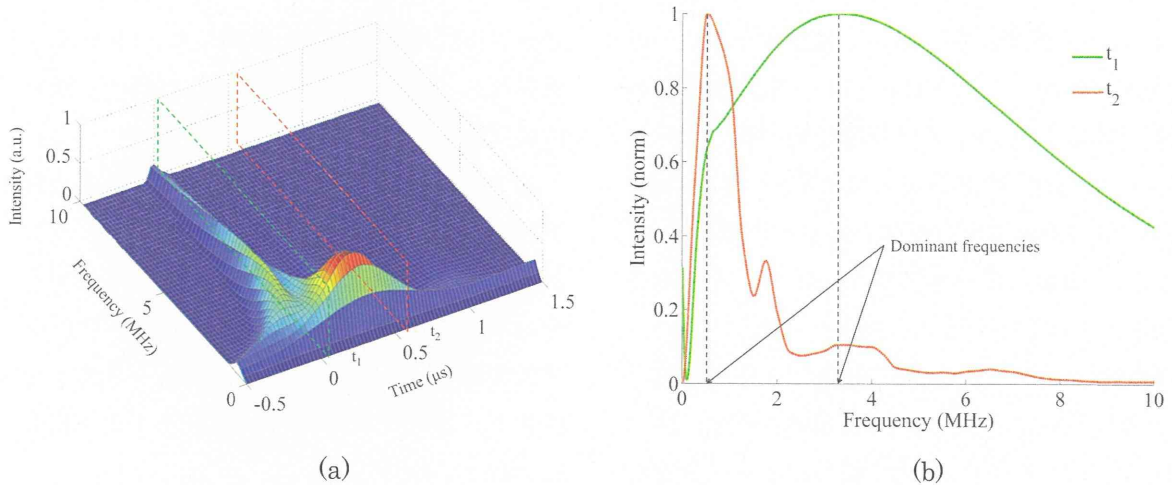 Intensity (a.u.)
1
0.5
0
10
5
0
Frequency (MHz)
-0.5
0
0.5
1
1.5
t₁
t₂
Time (μs)
(a)
Intensity (norm)
1
0.8
0.6
0.4
0.2
0
0
2
4
6
8
10
Frequency (MHz)
t₁
t₂
Dominant frequencies
(b)